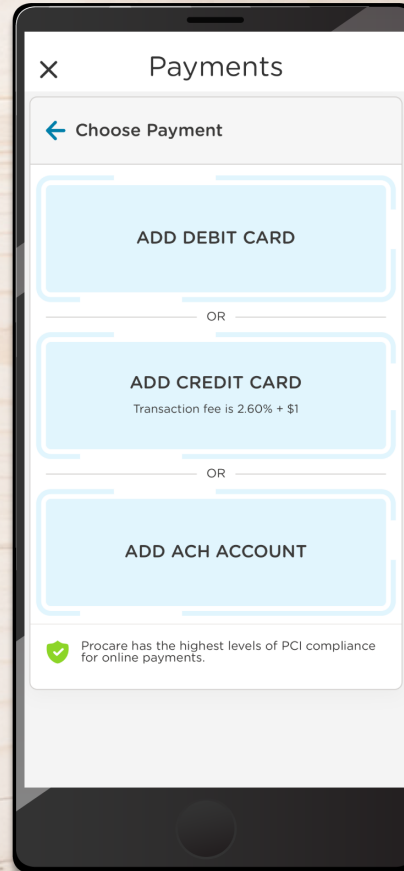 Payments
Choose Payment
ADD DEBIT CARD
OR
ADD CREDIT CARD
Transaction fee is 2.60% + $1
OR
ADD ACH ACCOUNT
Procare has the highest levels of PCI compliance
for online payments.